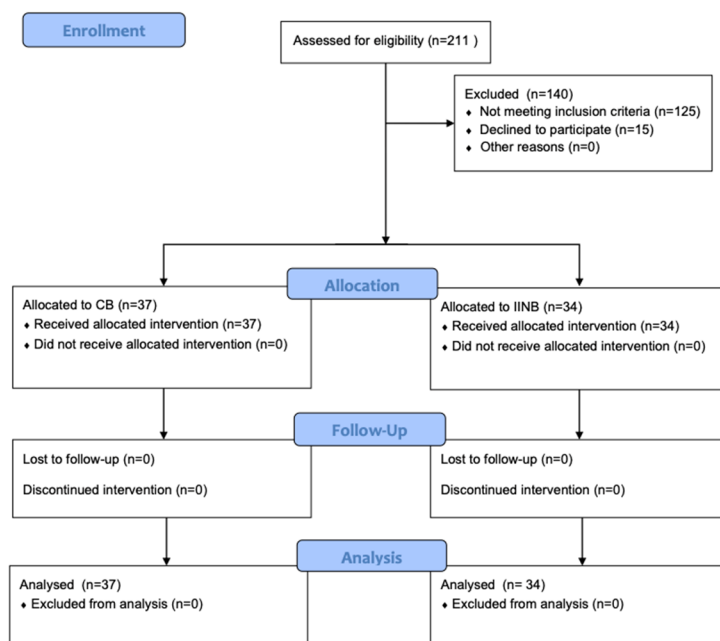 Enrollment
Assessed for eligibility (n=211 )
Excluded (n=140)
♦ Not meeting inclusion criteria (n=125)
♦ Declined to participate (n=15)
♦ Other reasons (n=0)
Allocation
Allocated to CB (n=37)
♦ Received allocated intervention (n=37)
♦ Did not receive allocated intervention (n=0)
Allocated to IINB (n=34)
♦ Received allocated intervention (n=34)
♦ Did not receive allocated intervention (n=0)
Follow-Up
Lost to follow-up (n=0)
Discontinued intervention (n=0)
Lost to follow-up (n=0)
Discontinued intervention (n=0)
Analysis
Analysed (n=37)
♦ Excluded from analysis (n=0)
Analysed (n= 34)
♦ Excluded from analysis (n=0)